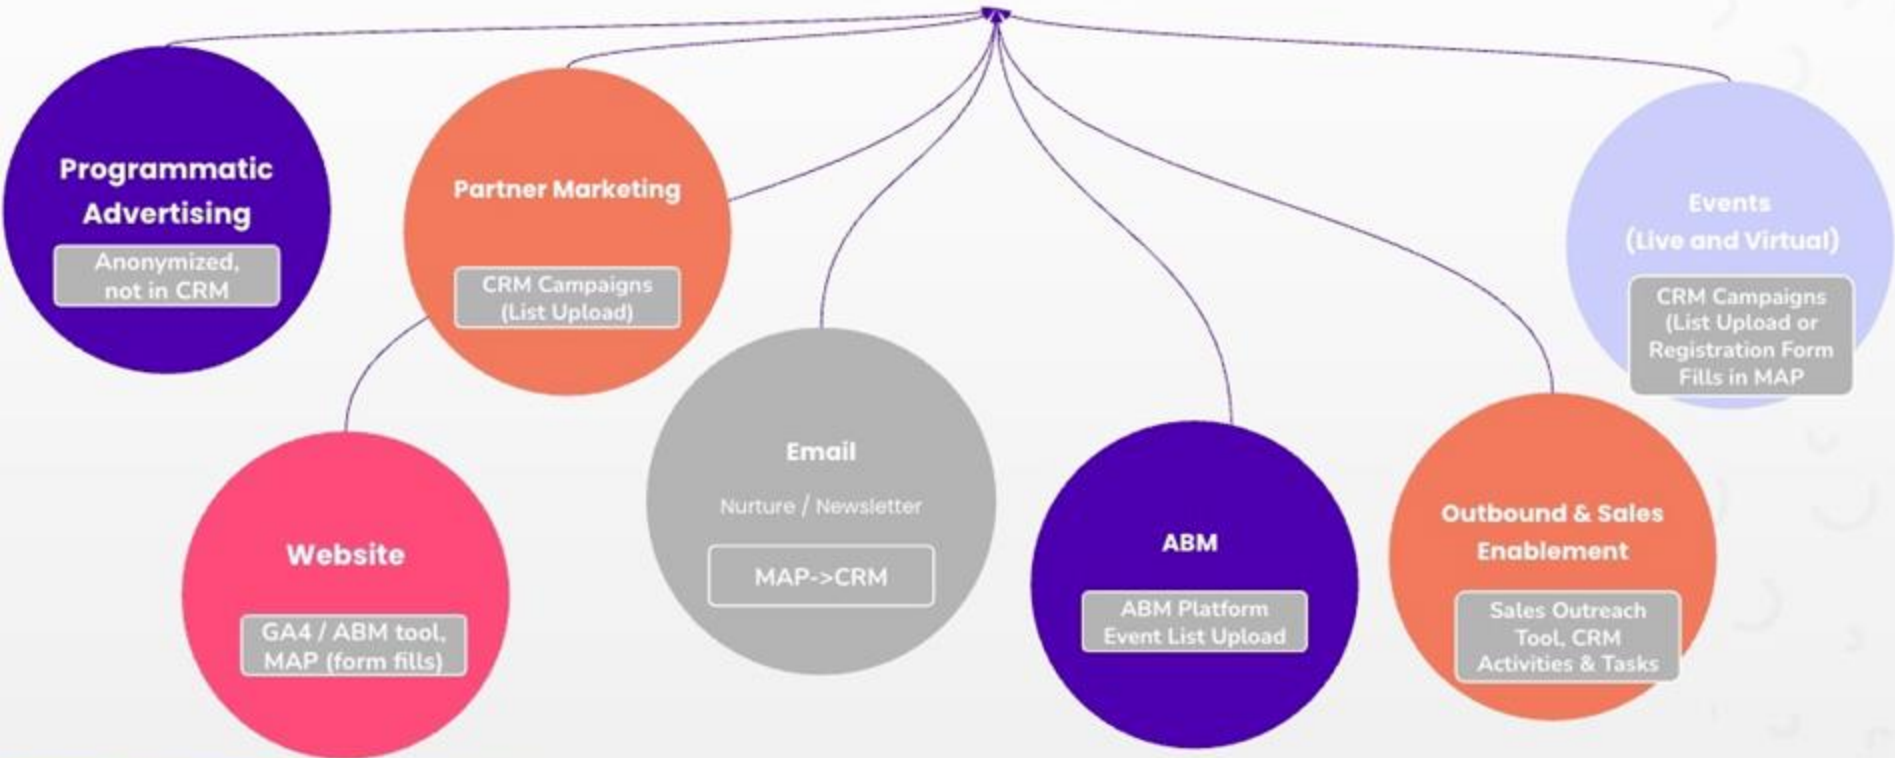 Programmatic
Advertising
Anonymized,
not in CRM
Partner Marketing
CRM Campaigns
(List Upload)
Events
(Live and Virtual)
CRM Campaigns
(List Upload or
Registration Form
Fills in MAP
Website
GA4 / ABM tool,
MAP (form fills)
Email
Nurture / Newsletter
MAP->CRM
ABM
ABM Platform
Event List Upload
Outbound & Sales
Enablement
Sales Outreach
Tool, CRM
Activities & Tasks